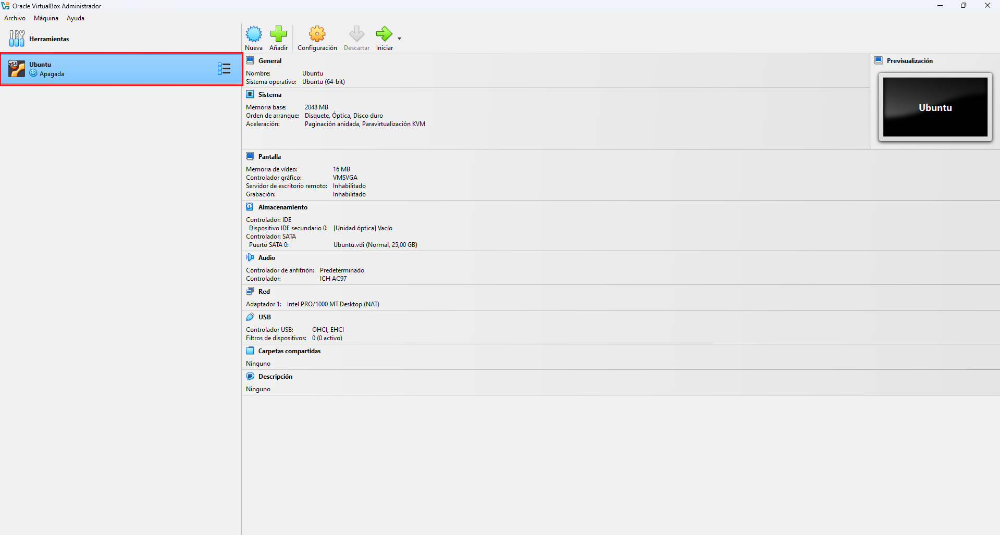 Oracle VirtualBox Administrador
Archivo Máquina Ayuda
Herramientas
x64
Ubuntu
Apagada
Nueva Añadir Configuración Descartar Iniciar
General
Nombre: Ubuntu
Sistema operativo: Ubuntu (64-bit)
Sistema
Memoria base: 2048 MB
Orden de arranque: Disquete, Óptica, Disco duro
Aceleración: Paginación anidada, Paravirtualización KVM
Previsualización
Ubuntu
Pantalla
Memoria de vídeo: 16 MB
Controlador gráfico: VMSVGA
Servidor de escritorio remoto: Inhabilitado
Grabación: Inhabilitado
Almacenamiento
Controlador: IDE
Dispositivo IDE secundario 0: [Unidad óptica] Vacío
Controlador: SATA
Puerto SATA 0: Ubuntu.vdi (Normal, 25,00 GB)
Audio
Controlador de anfitrión: Predeterminado
Controlador: ICH AC97
Red
Adaptador 1: Intel PRO/1000 MT Desktop (NAT)
USB
Controlador USB: OHCI, EHCI
Filtros de dispositivos: 0 (0 activo)
Carpetas compartidas
Ninguno
Descripción
Ninguno